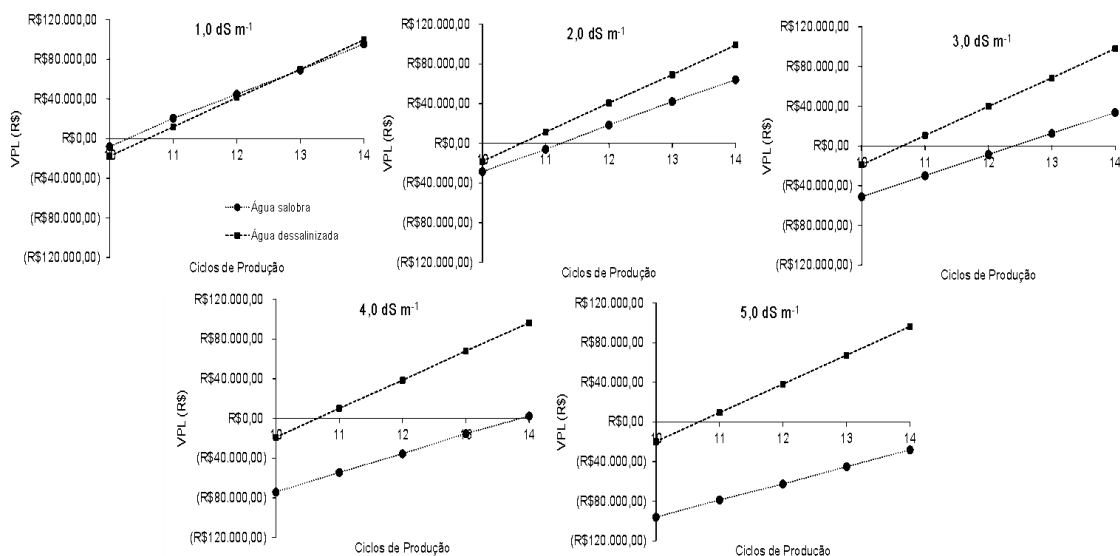 1,0 dS m⁻¹
R$120.000,00
R$80.000,00
R$40.000,00
R$0,00
(R$40.000,00)
(R$80.000,00)
(R$120.000,00)
VPL (R$)
10 11 12 13 14
Água salobra
Água dessalinizada
Ciclos de Produção
2,0 dS m⁻¹
R$120.000,00
R$80.000,00
R$40.000,00
R$0,00
(R$40.000,00)
(R$80.000,00)
(R$120.000,00)
VPL (R$)
10 11 12 13 14
Ciclos de Produção
3,0 dS m⁻¹
R$120.000,00
R$80.000,00
R$40.000,00
R$0,00
(R$40.000,00)
(R$80.000,00)
(R$120.000,00)
VPL (R$)
10 11 12 13 14
Ciclos de Produção
4,0 dS m⁻¹
R$120.000,00
R$80.000,00
R$40.000,00
R$0,00
(R$40.000,00)
(R$80.000,00)
(R$120.000,00)
VPL (R$)
10 11 12 13 14
Ciclos de Produção
5,0 dS m⁻¹
R$120.000,00
R$80.000,00
R$40.000,00
R$0,00
(R$40.000,00)
(R$80.000,00)
(R$120.000,00)
VPL (R$)
10 11 12 13 14
Ciclos de Produção